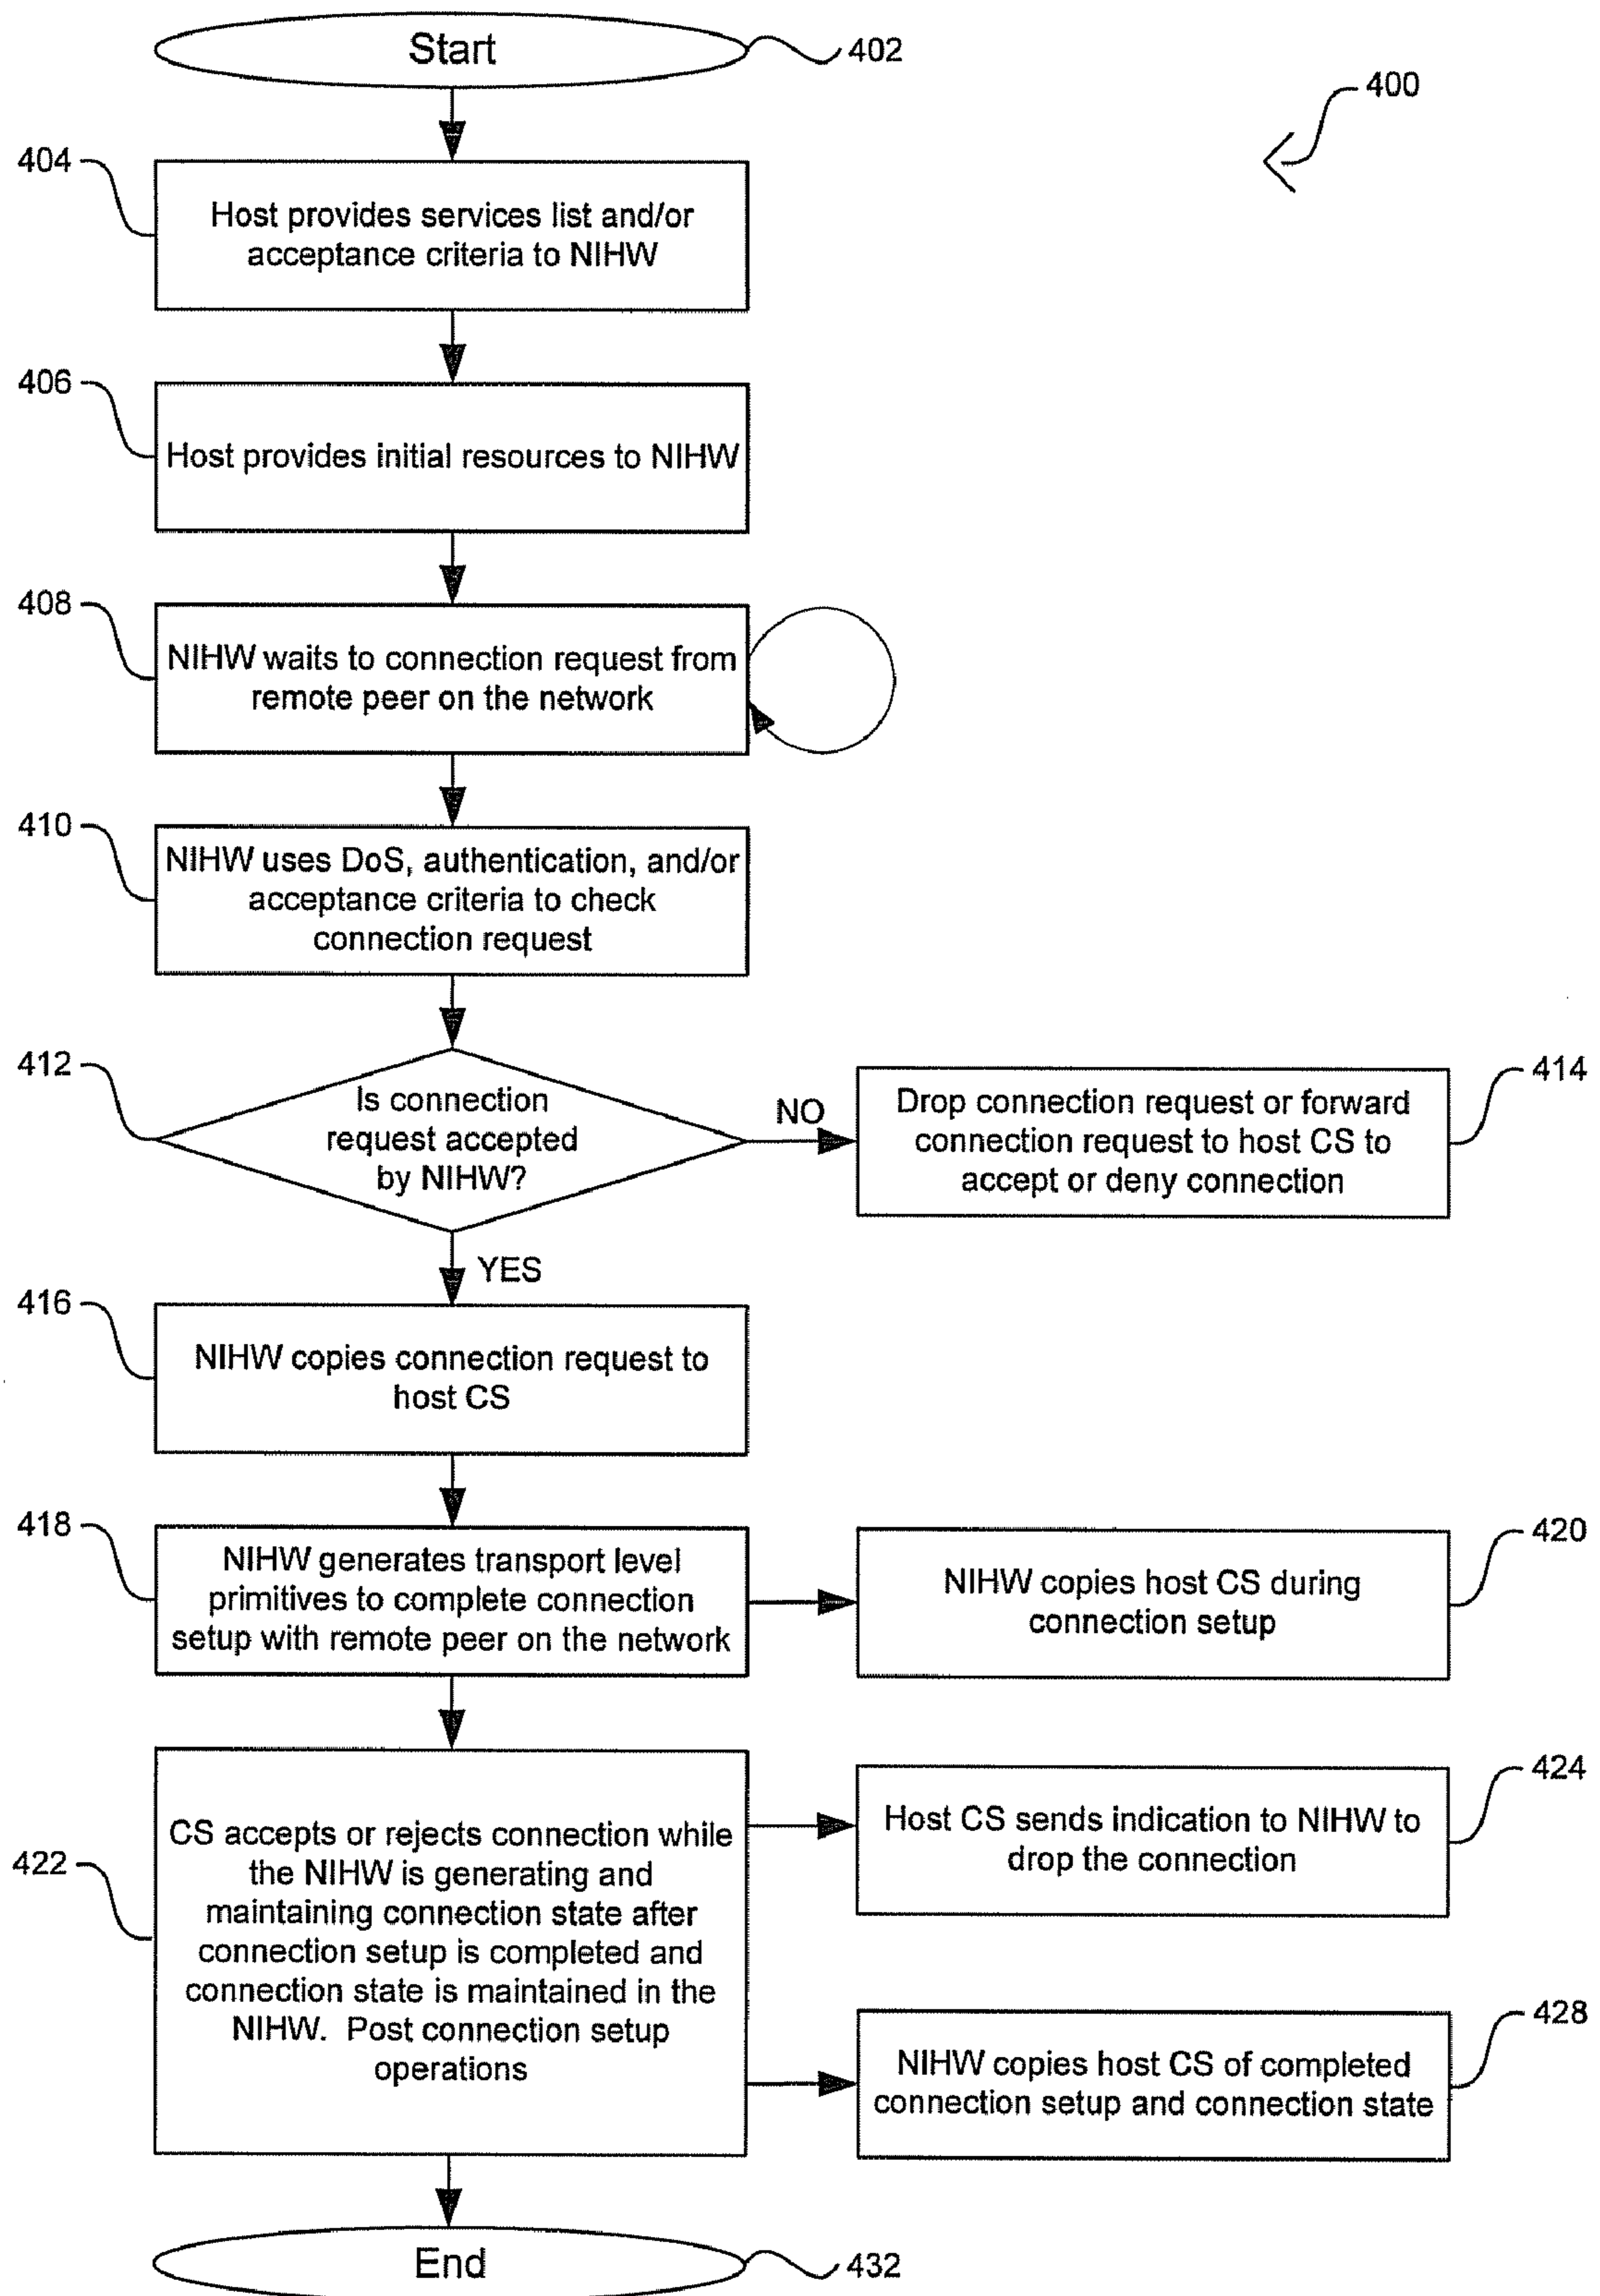 Start
402
400
404
Host provides services list and/or
acceptance criteria to NIHW
406
Host provides initial resources to NIHW
408
NIHW waits to connection request from
remote peer on the network
410
NIHW uses DoS, authentication, and/or
acceptance criteria to check
connection request
412
Is connection
request accepted
by NIHW?
NO
Drop connection request or forward
connection request to host CS to
accept or deny connection
414
YES
416
NIHW copies connection request to
host CS
418
NIHW generates transport level
primitives to complete connection
setup with remote peer on the network
NIHW copies host CS during
connection setup
420
422
CS accepts or rejects connection while
the NIHW is generating and
maintaining connection state after
connection setup is completed and
connection state is maintained in the
NIHW. Post connection setup
operations
Host CS sends indication to NIHW to
drop the connection
424
NIHW copies host CS of completed
connection setup and connection state
428
End
432